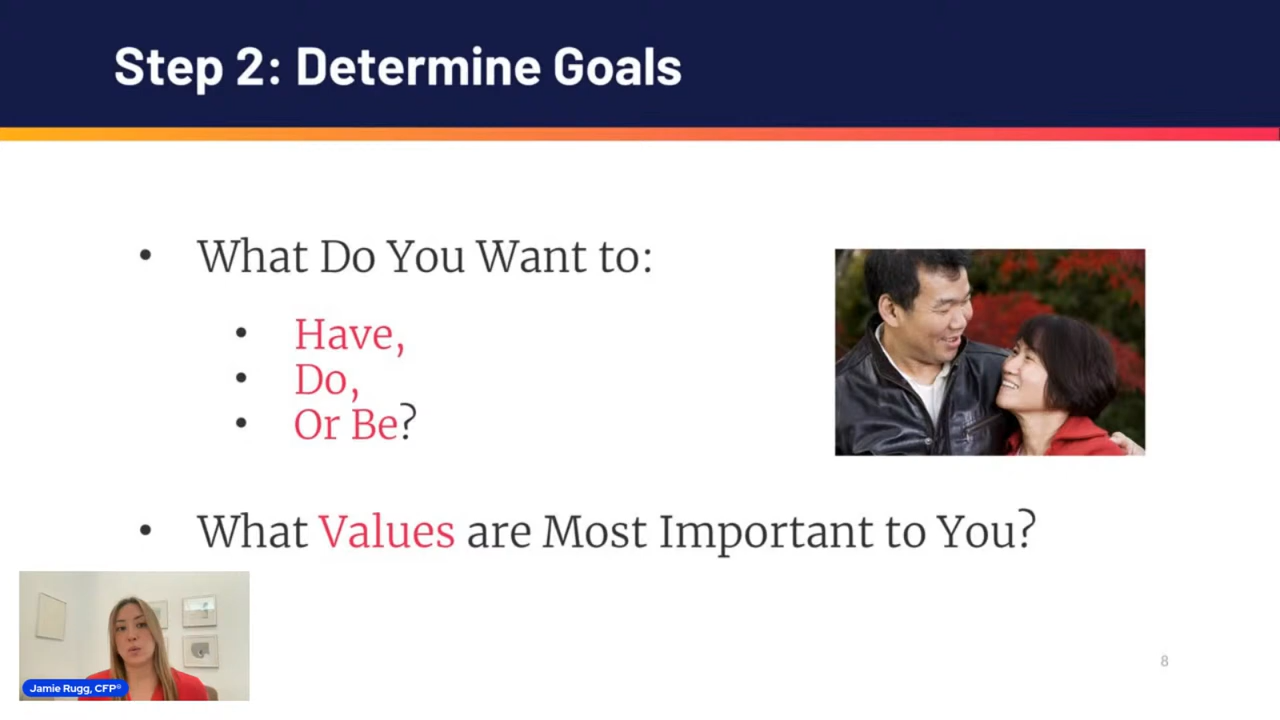 Step 2: Determine Goals
• What Do You Want to:
• Have,
• Do,
• Or Be?
• What Values are Most Important to You?
Jamie Rugg, CFP®
8